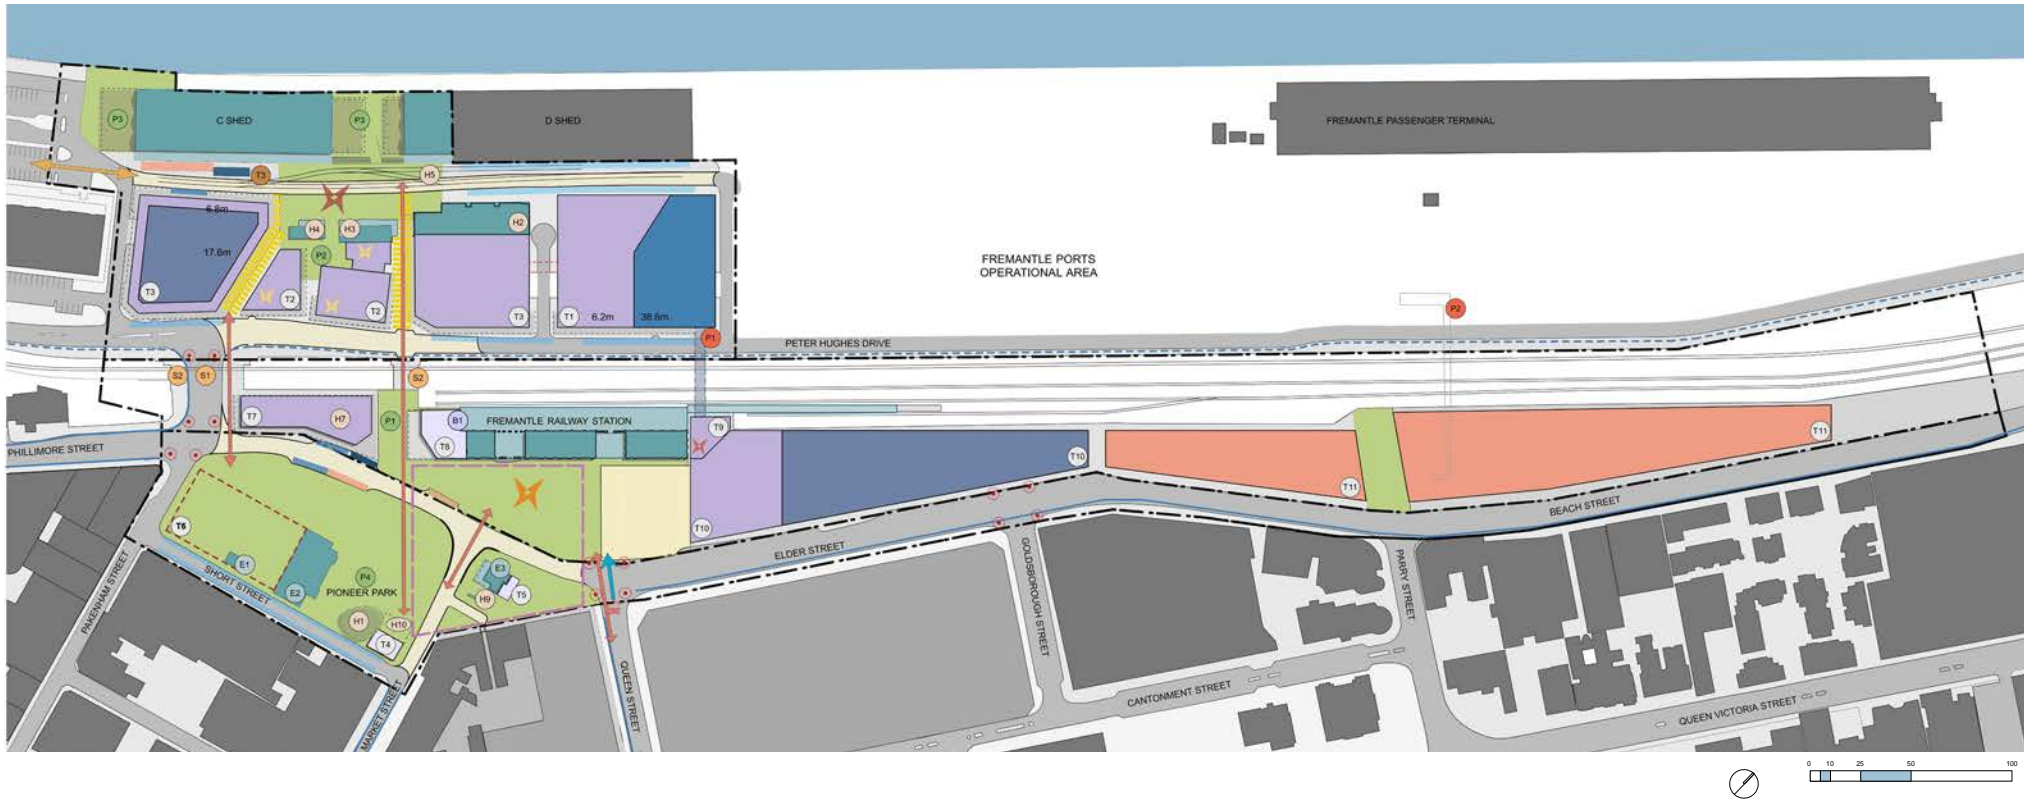 P3
C SHED
P3
D SHED
FREMANTLE PASSENGER TERMINAL
T3
H5
6.8m
H4
H3
H2
17.6m
P2
FREMANTLE PORTS
OPERATIONAL AREA
T3
T2
T2
T3
T1
6.2m
38.6m
P1
P2
PETER HUGHES DRIVE
S2
S1
S2
T7
H7
P1
B1
T8
FREMANTLE RAILWAY STATION
T9
T10
T11
PHILLIMORE STREET
T11
T6
T10
BEACH STREET
ELDER STREET
E1
E2
P4
PIONEER PARK
E3
T5
H9
H1
H10
T4
PAKENHAM STREET
SHORT STREET
MARKET STREET
QUEEN STREET
GOLDSBOROUGH STREET
PARRY STREET
CANTONMENT STREET
QUEEN VICTORIA STREET
0 10 25 50 100